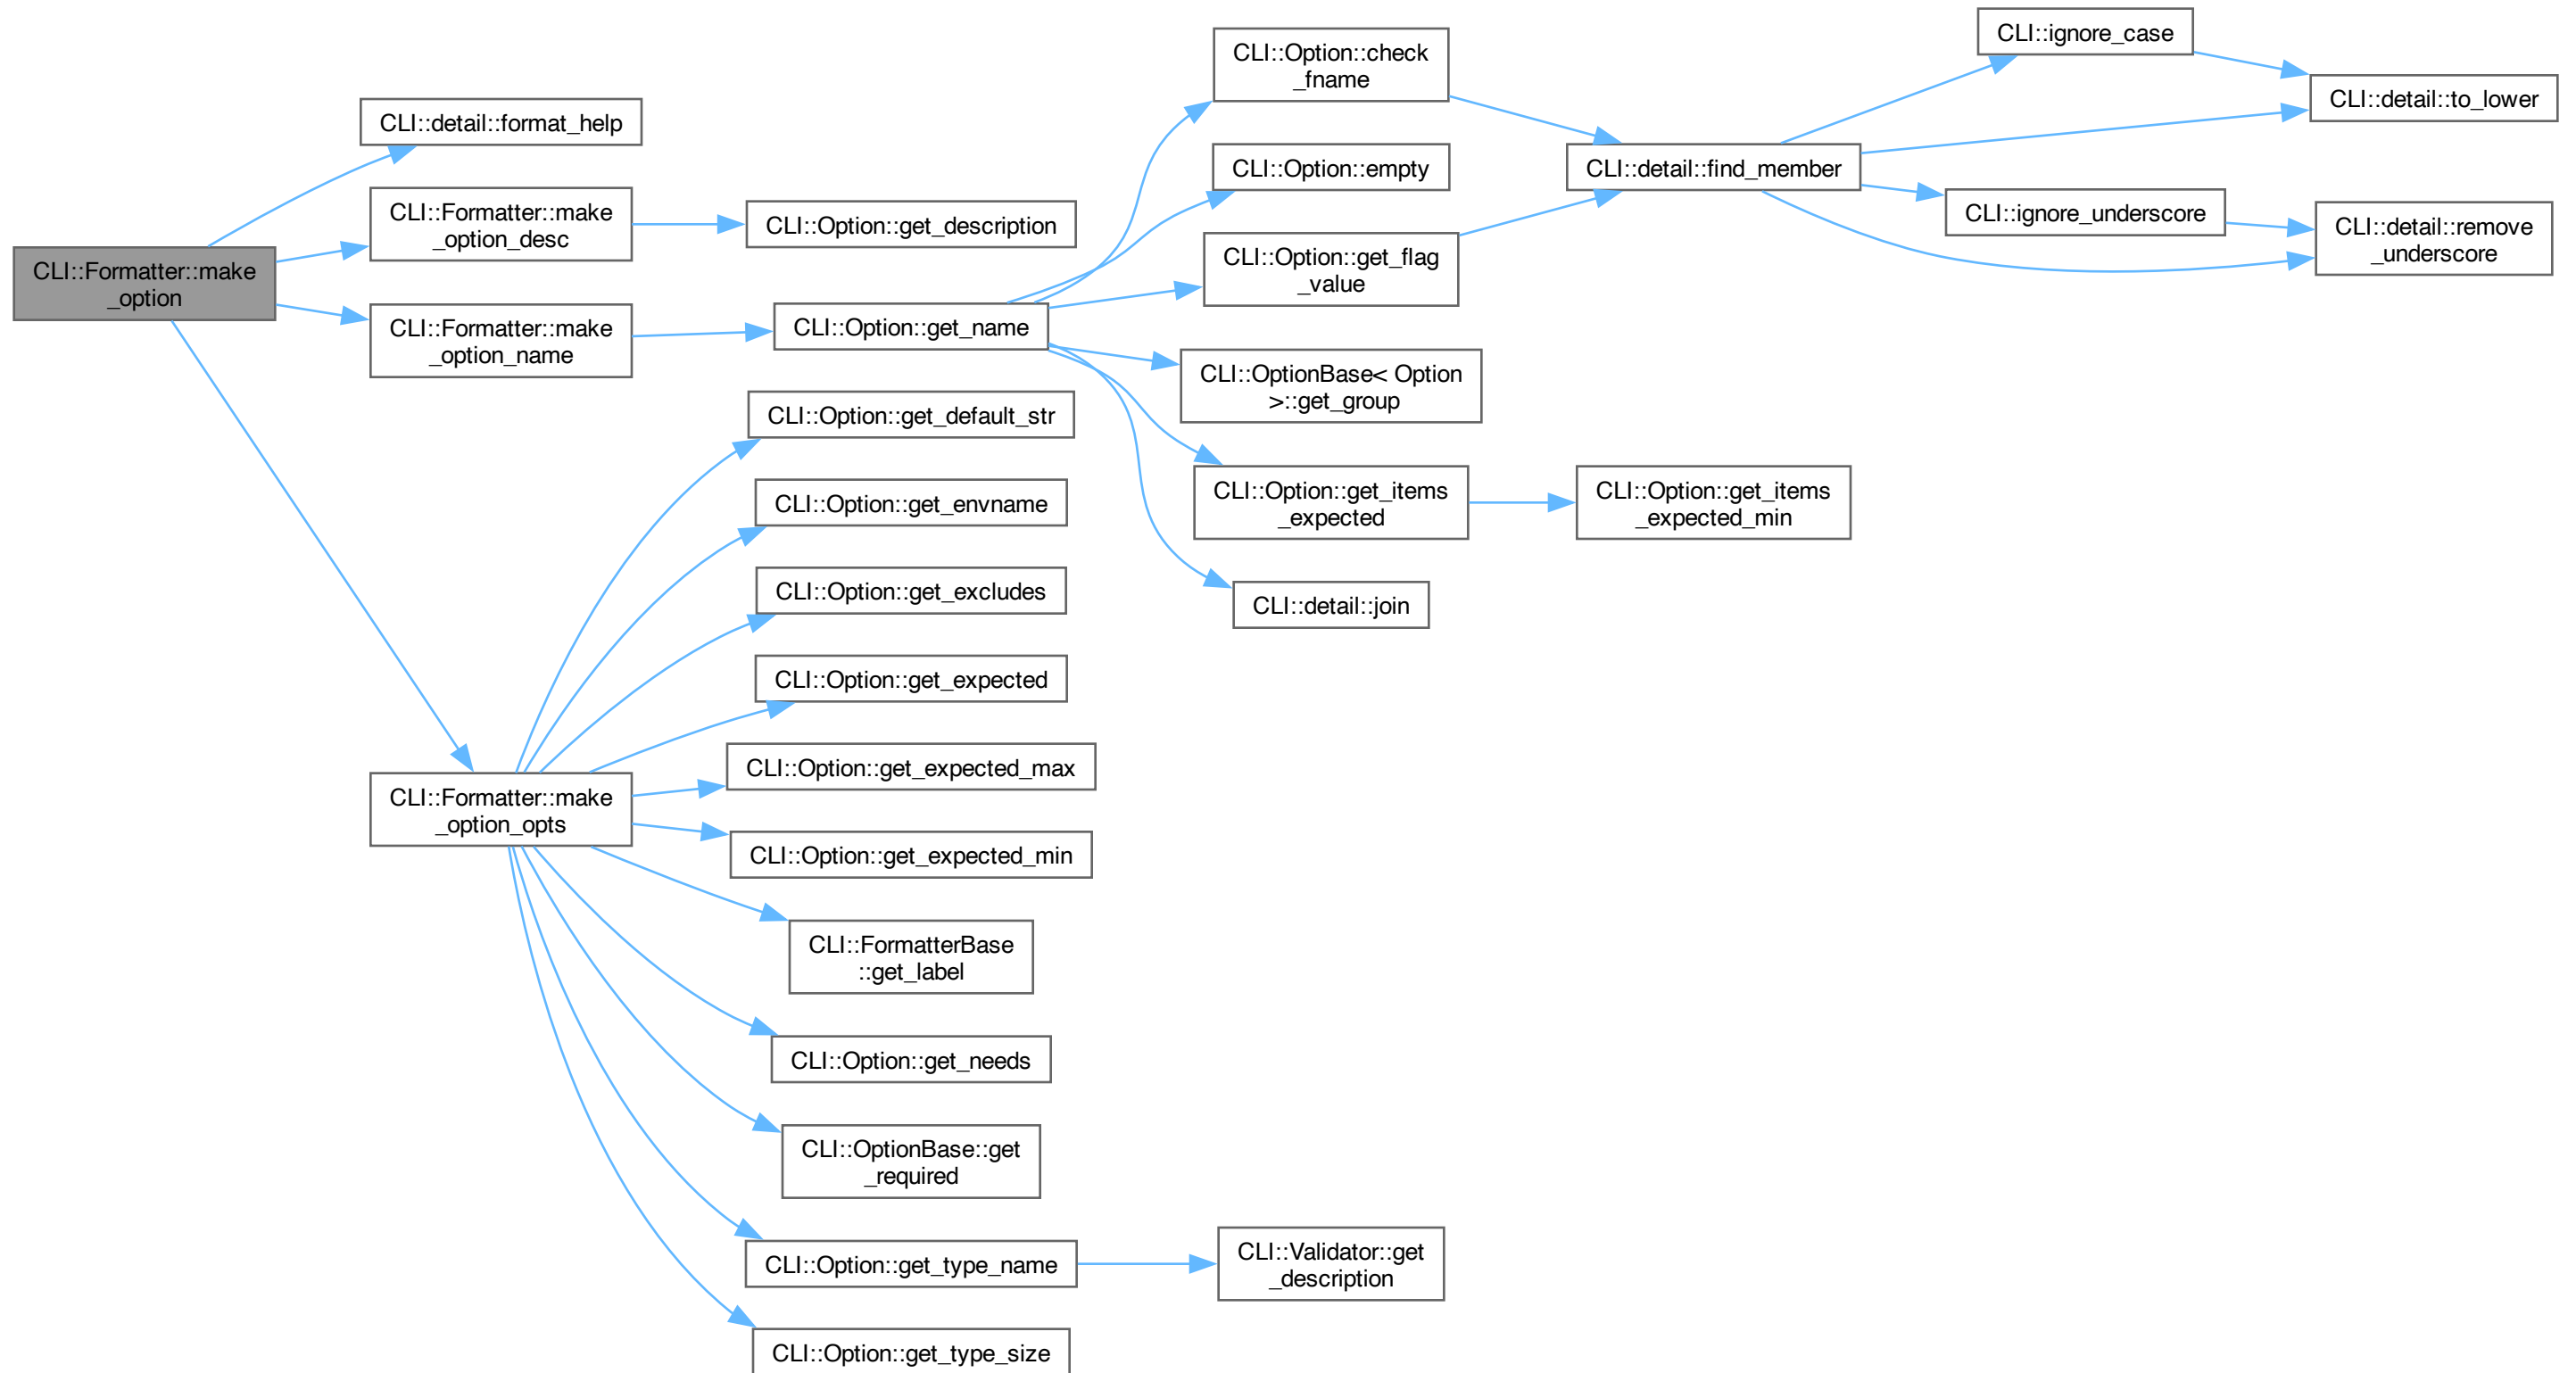 CLI::Formatter::make
_option
CLI::detail::format_help
CLI::Formatter::make
_option_desc
CLI::Formatter::make
_option_name
CLI::Formatter::make
_option_opts
CLI::Option::get_description
CLI::Option::get_name
CLI::Option::get_default_str
CLI::Option::get_envname
CLI::Option::get_excludes
CLI::Option::get_expected
CLI::Option::get_expected_max
CLI::Option::get_expected_min
CLI::FormatterBase
::get_label
CLI::Option::get_needs
CLI::OptionBase::get
_required
CLI::Option::get_type_name
CLI::Option::get_type_size
CLI::Option::check
_fname
CLI::Option::empty
CLI::Option::get_flag
_value
CLI::OptionBase< Option
>::get_group
CLI::Option::get_items
_expected
CLI::detail::join
CLI::Validator::get
_description
CLI::detail::find_member
CLI::Option::get_items
_expected_min
CLI::ignore_case
CLI::ignore_underscore
CLI::detail::to_lower
CLI::detail::remove
_underscore